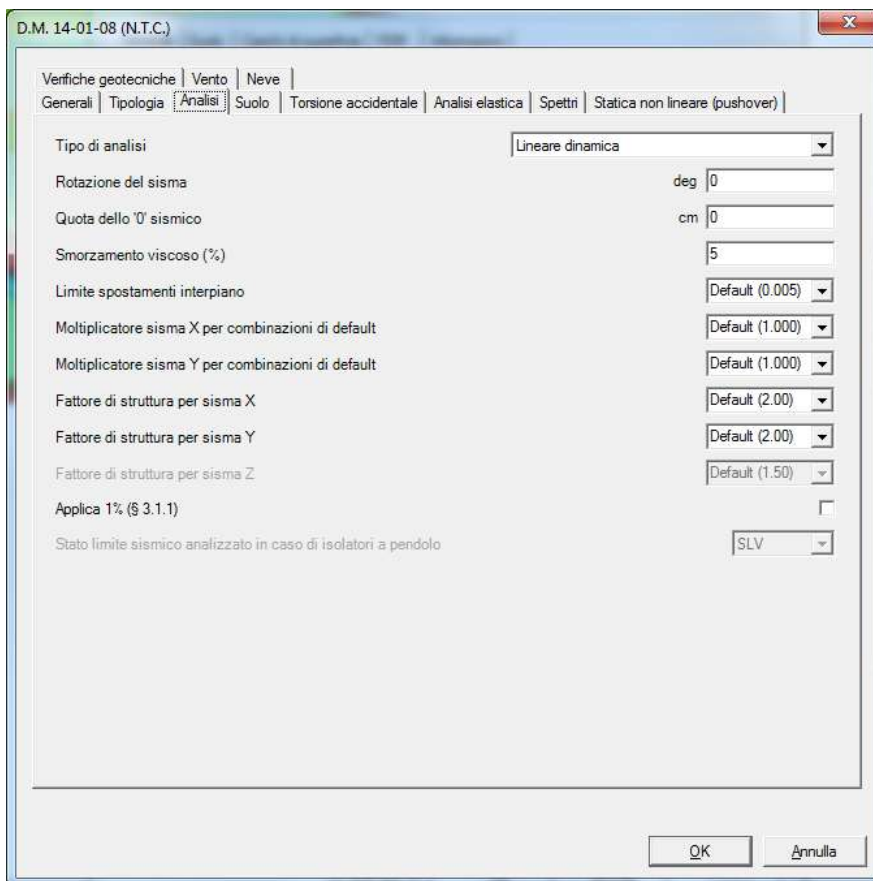 D.M. 14-01-08 (N.T.C.)
Verifiche geotecniche Vento Neve
Generali Tipologia Analisi Suolo Torsione accidentale Analisi elastica Spettri Statica non lineare (pushover)
Tipo di analisi Lineare dinamica
Rotazione del sisma deg 0
Quota dello '0' sismico cm 0
Smorzamento viscoso (%) 5
Limite spostamenti interpiano Default (0.005)
Moltiplicatore sisma X per combinazioni di default Default (1.000)
Moltiplicatore sisma Y per combinazioni di default Default (1.000)
Fattore di struttura per sisma X Default (2.00)
Fattore di struttura per sisma Y Default (2.00)
Fattore di struttura per sisma Z Default (1.50)
Applica 1% (§ 3.1.1)
Stato limite sismico analizzato in caso di isolatori a pendolo SLV
OK Annulla